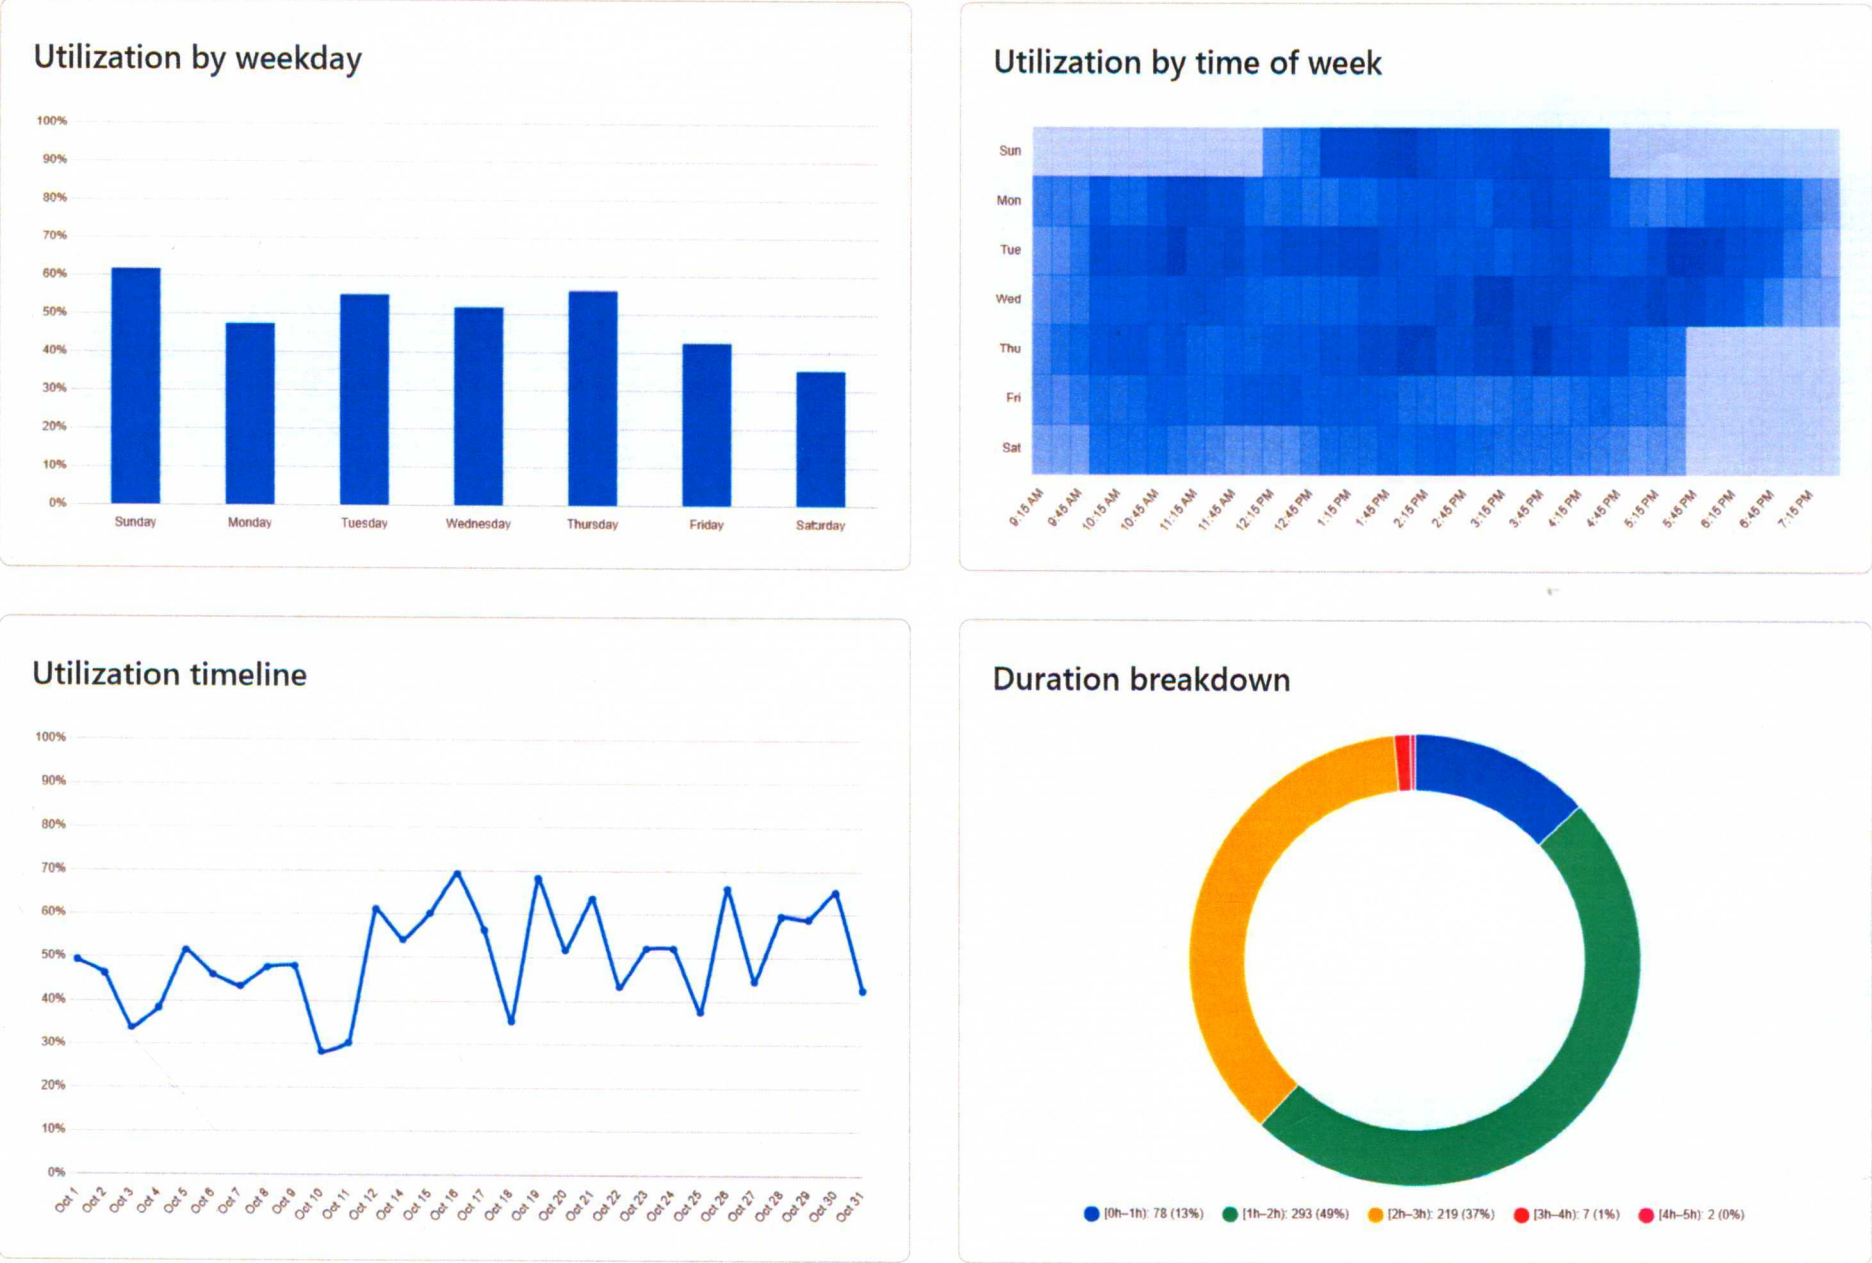 Utilization by weekday
100%
90%
80%
70%
60%
50%
40%
30%
20%
10%
0%
Sunday Monday Tuesday Wednesday Thursday Friday Saturday
Utilization by time of week
Sun
Mon
Tue
Wed
Thu
Fri
Sat
9:15 AM 9:45 AM 10:15 AM 10:45 AM 11:15 AM 11:45 AM 12:15 PM 12:45 PM 1:15 PM 1:45 PM 2:15 PM 2:45 PM 3:15 PM 3:45 PM 4:15 PM 4:45 PM 5:15 PM 5:45 PM 6:15 PM 6:45 PM 7:15 PM
Utilization timeline
100%
90%
80%
70%
60%
50%
40%
30%
20%
10%
0%
Oct 1 Oct 2 Oct 3 Oct 4 Oct 5 Oct 6 Oct 7 Oct 8 Oct 9 Oct 10 Oct 11 Oct 12 Oct 14 Oct 15 Oct 16 Oct 17 Oct 18 Oct 19 Oct 20 Oct 21 Oct 22 Oct 23 Oct 24 Oct 25 Oct 26 Oct 27 Oct 28 Oct 29 Oct 30 Oct 31
Duration breakdown
[0h–1h): 78 (13%) [1h–2h): 293 (49%) [2h–3h): 219 (37%) [3h–4h): 7 (1%) [4h–5h): 2 (0%)